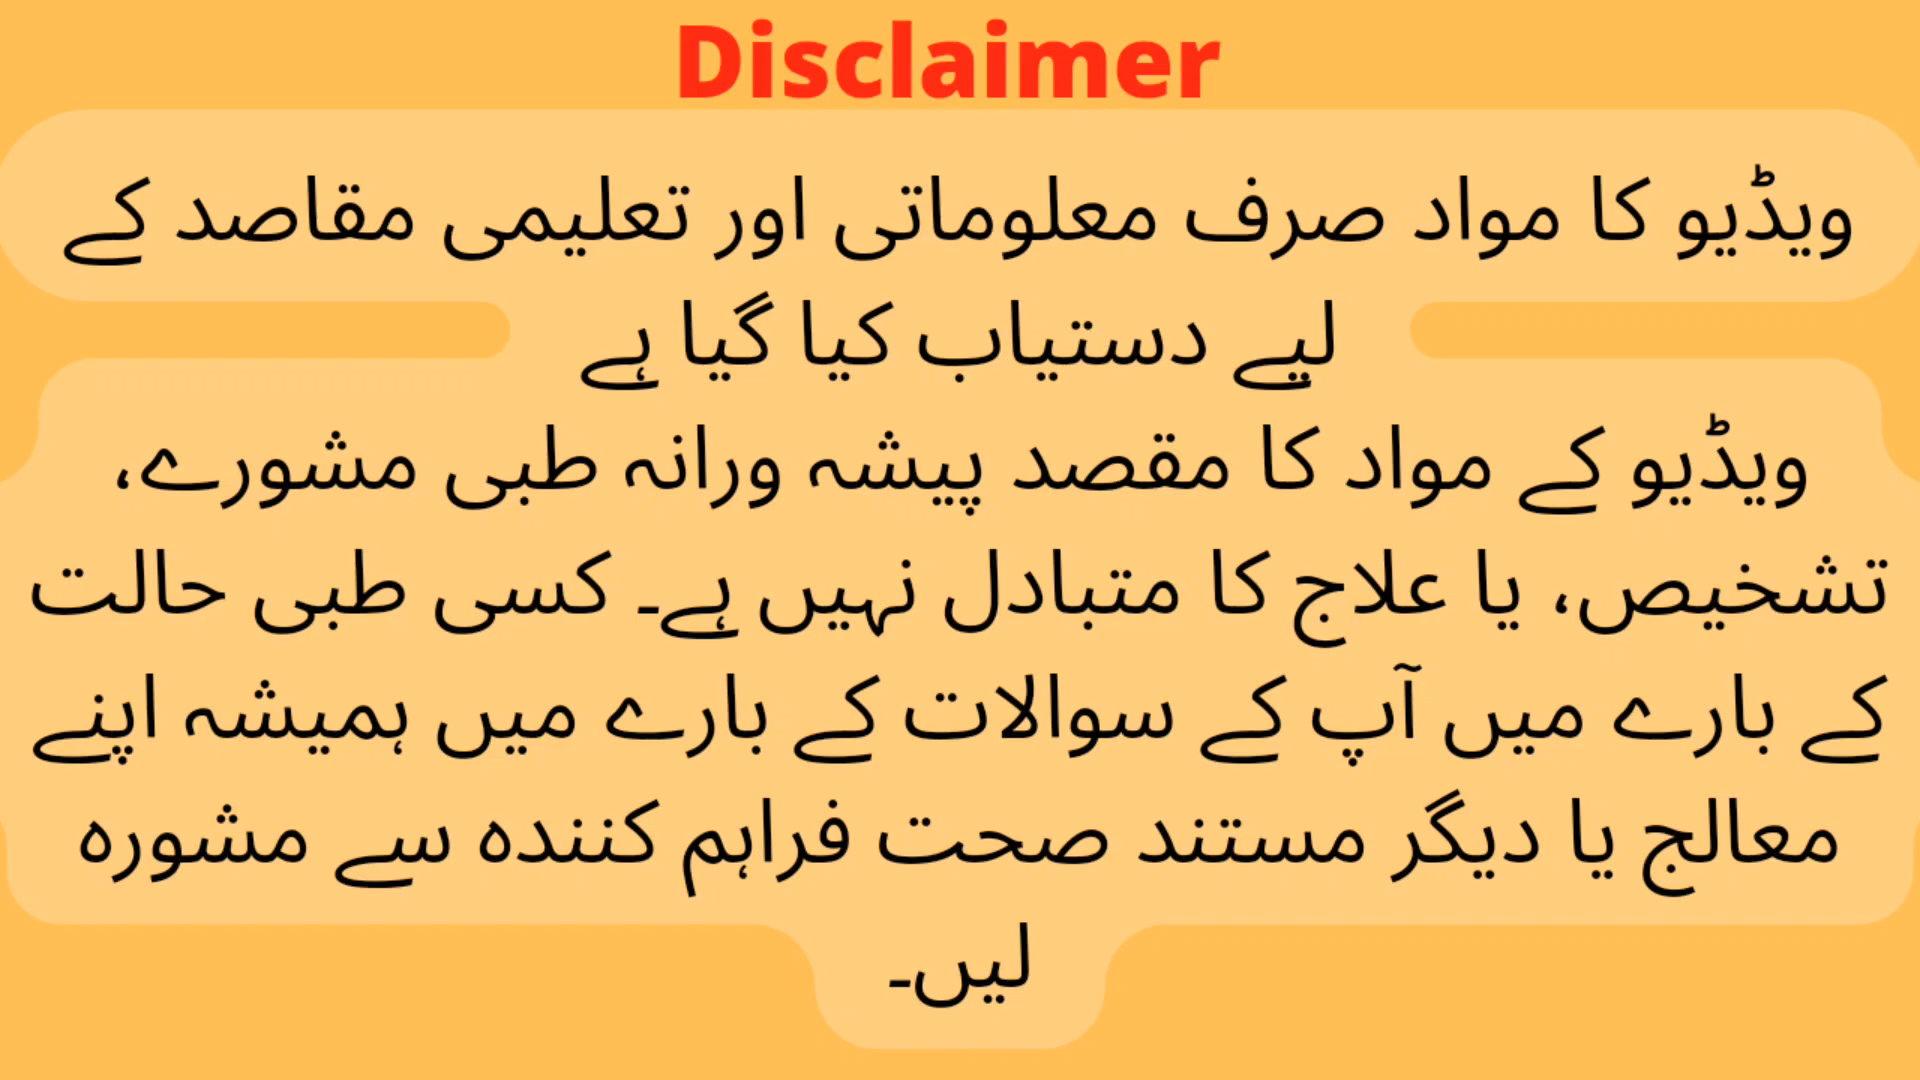 Disclaimer
ویڈیو کا مواد صرف معلوماتی اور تعلیمی مقاصد کے
لیے دستیاب کیا گیا ہے
ویڈیو کے مواد کا مقصد پیشہ ورانہ طبی مشورے،
تشخیص، یا علاج کا متبادل نہیں ہے۔ کسی طبی حالت
کے بارے میں آپ کے سوالات کے بارے میں ہمیشہ اپنے
معالج یا دیگر مستند صحت فراہم کنندہ سے مشورہ
لیں۔